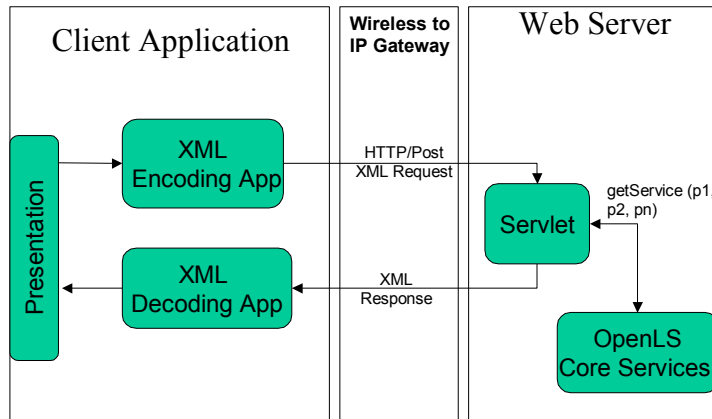 Client Application
Wireless to
IP Gateway
Web Server
Presentation
XML
Encoding App
HTTP/Post
XML Request
getService (p1,
p2, pn)
Servlet
XML
Decoding App
XML
Response
OpenLS
Core Services